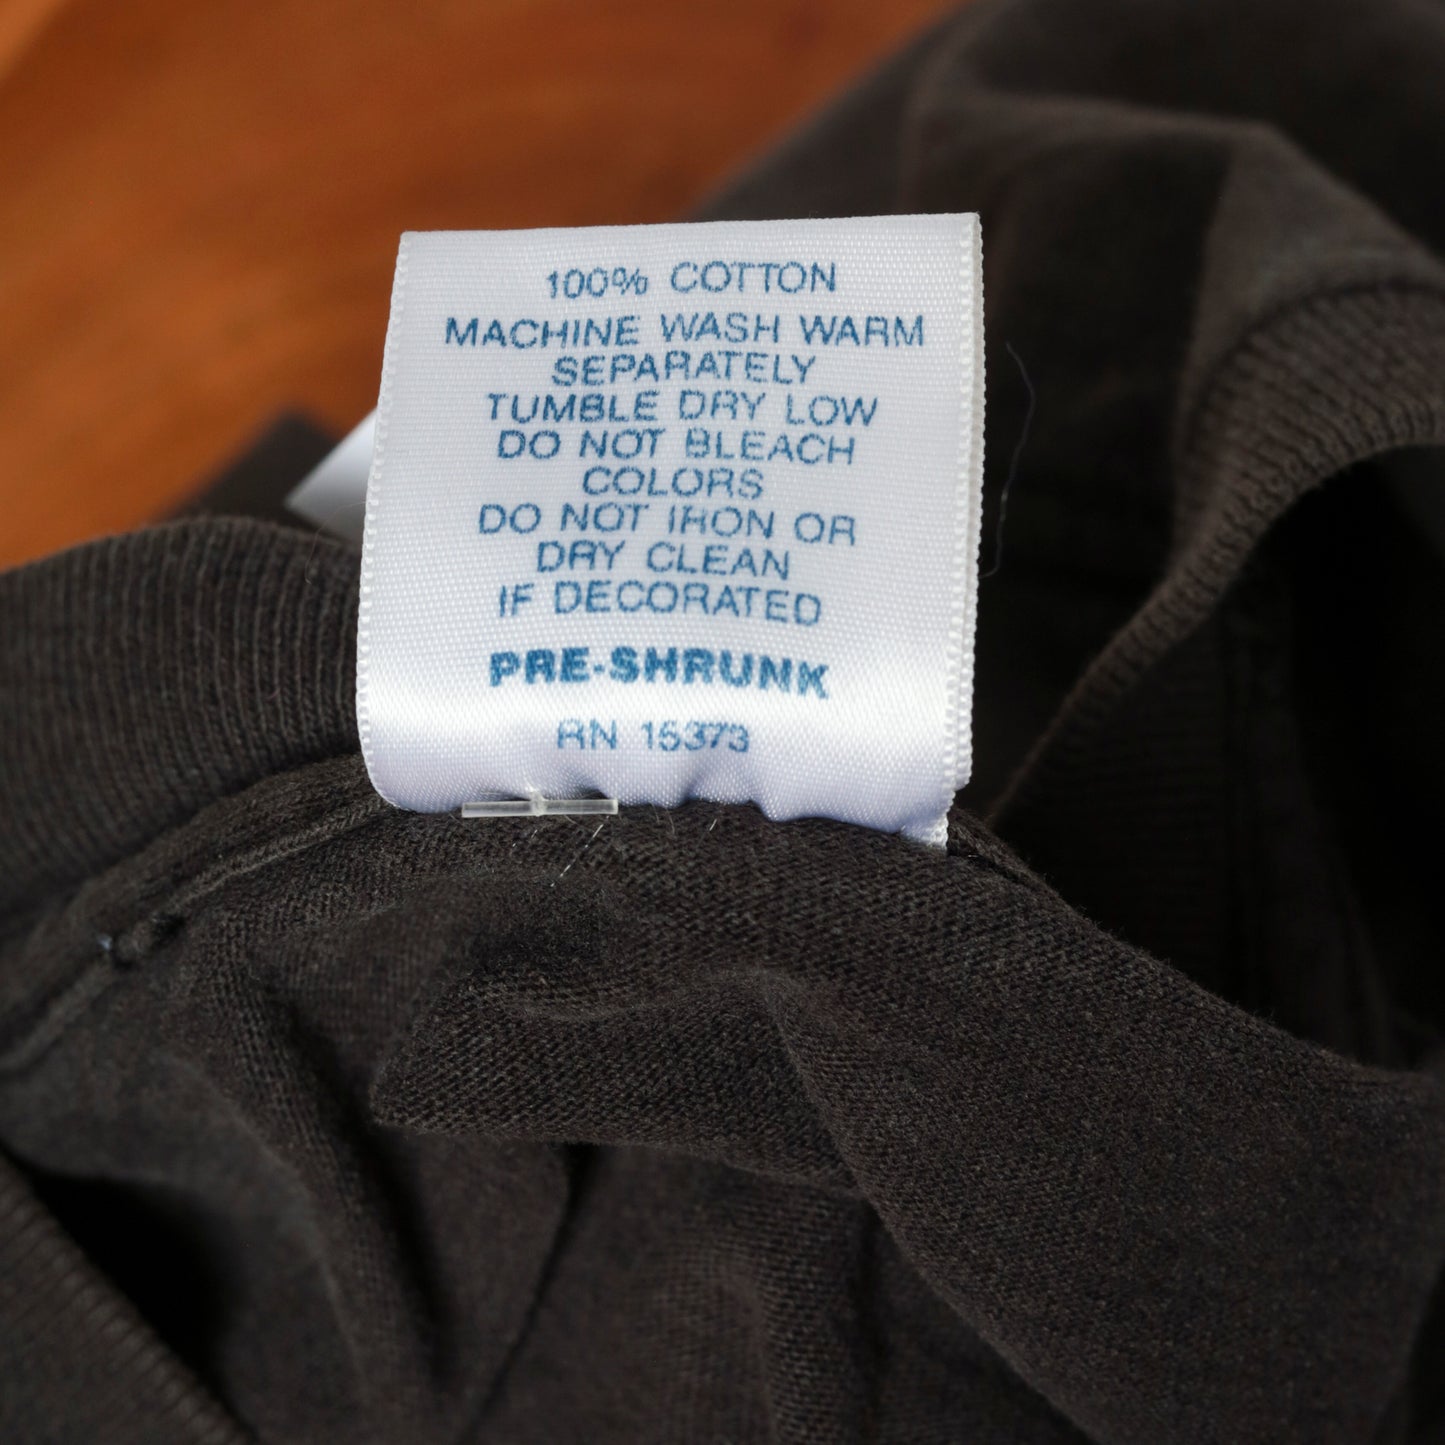 100% COTTON
MACHINE WASH WARM
SEPARATELY
TUMBLE DRY LOW
DO NOT BLEACH
COLORS
DO NOT IRON OR
DRY CLEAN
IF DECORATED
PRE-SHRUNK
RN 15373